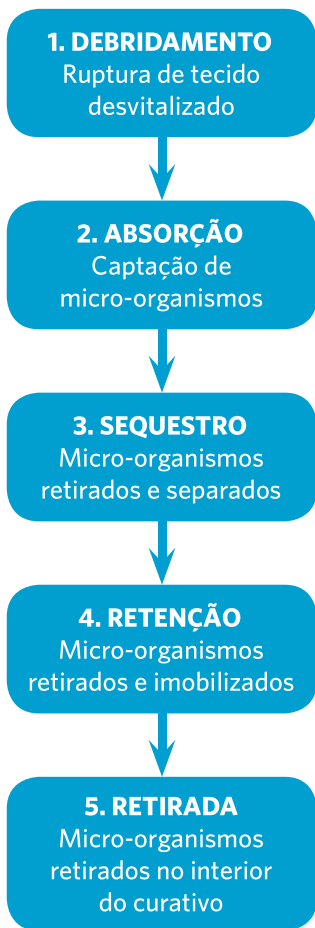 1. DEBRIDAMENTO
Ruptura de tecido
desvitalizado
2. ABSORÇÃO
Captação de
micro-organismos
3. SEQUESTRO
Micro-organismos
retirados e separados
4. RETENÇÃO
Micro-organismos
retirados e imobilizados
5. RETIRADA
Micro-organismos
retirados no interior
do curativo